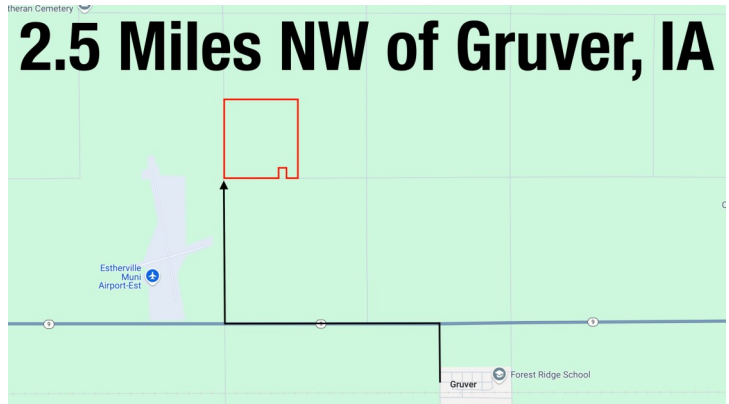 theran Cemetery
2.5 Miles NW of Gruver, IA
Estherville
Muni
Airport-Est
9
9
9
Forest Ridge School
Gruver